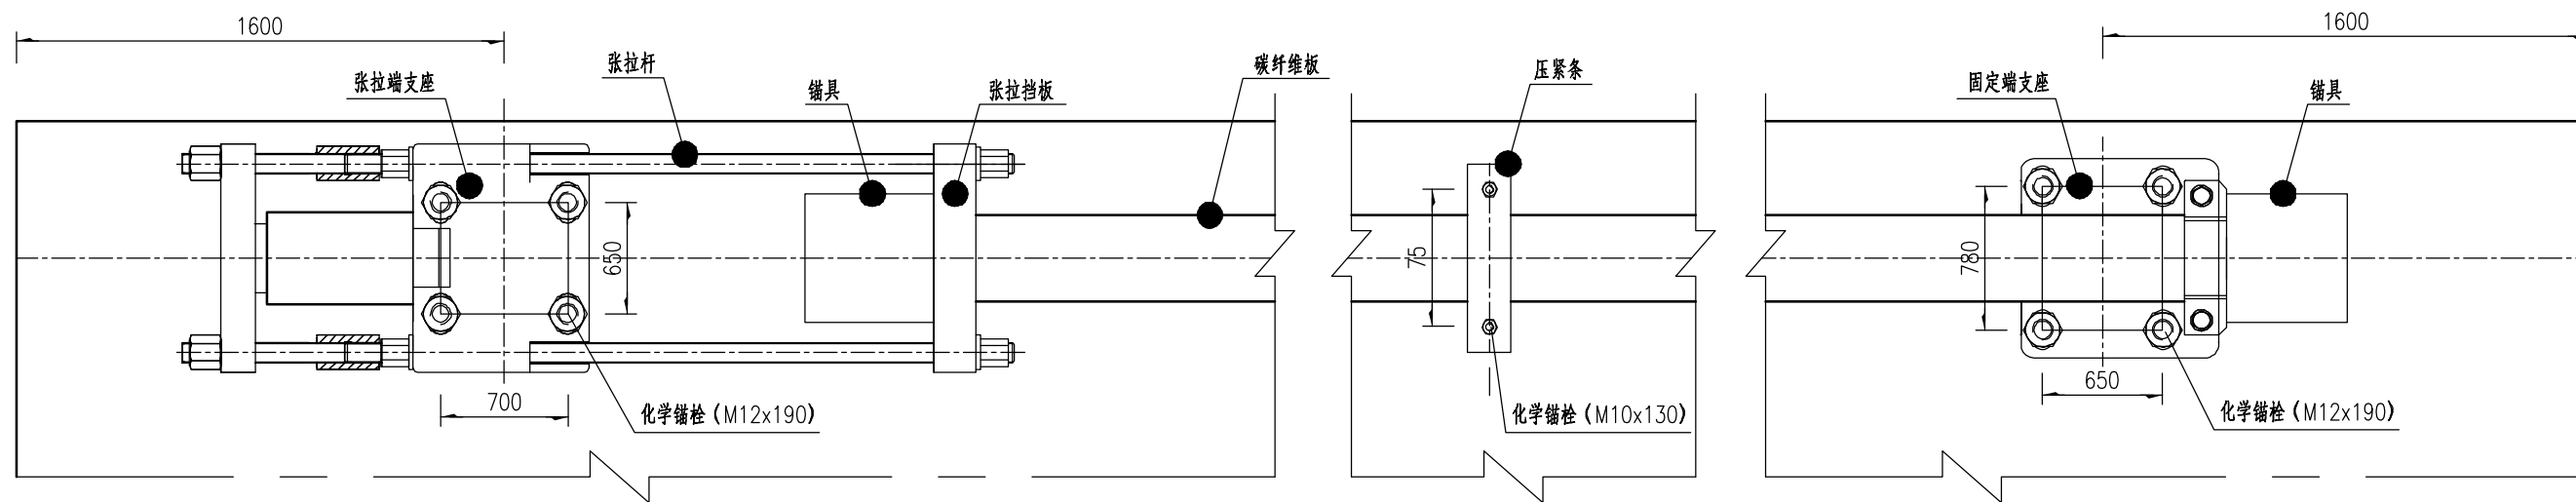 1600
1600
张拉端支座
张拉杆
锚具
张拉挡板
碳纤维板
压紧条
固定端支座
锚具
650
75
780
700
650
化学锚栓（M12x190）
化学锚栓（M10x130）
化学锚栓（M12x190）